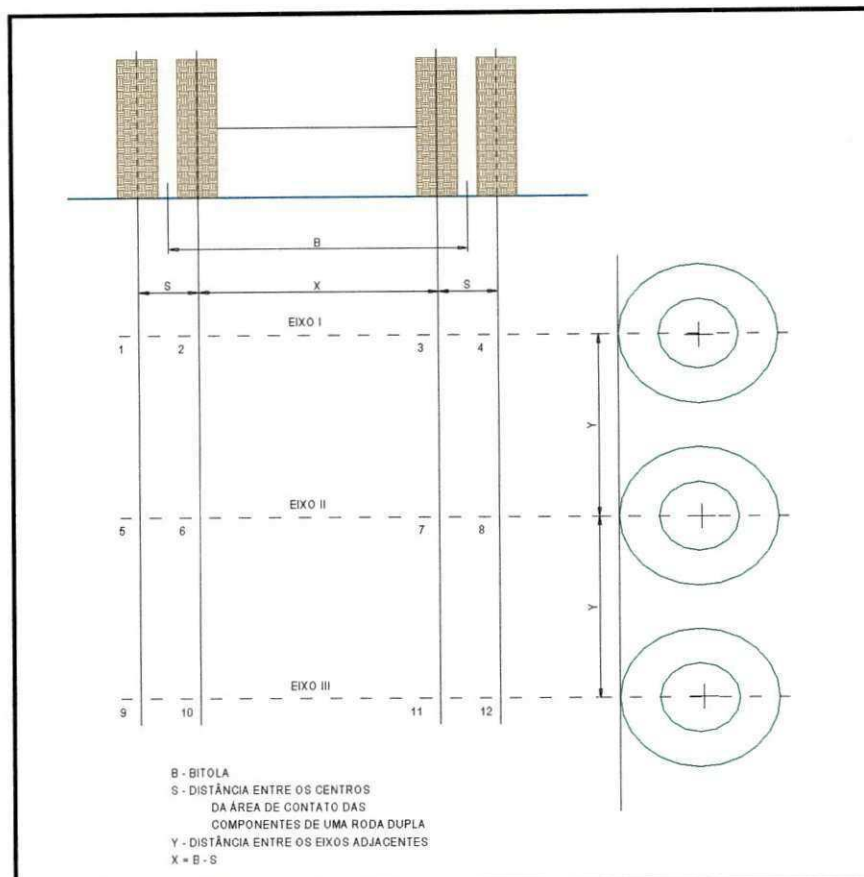 B
S
X
S
EIXO I
1
2
3
4
Y
EIXO II
5
6
7
8
Y
EIXO III
9
10
11
12
B - BITOLA
S - DISTÂNCIA ENTRE OS CENTROS
DA ÁREA DE CONTATO DAS
COMPONENTES DE UMA RODA DUPLA
Y - DISTÂNCIA ENTRE OS EIXOS ADJACENTES
X = B - S